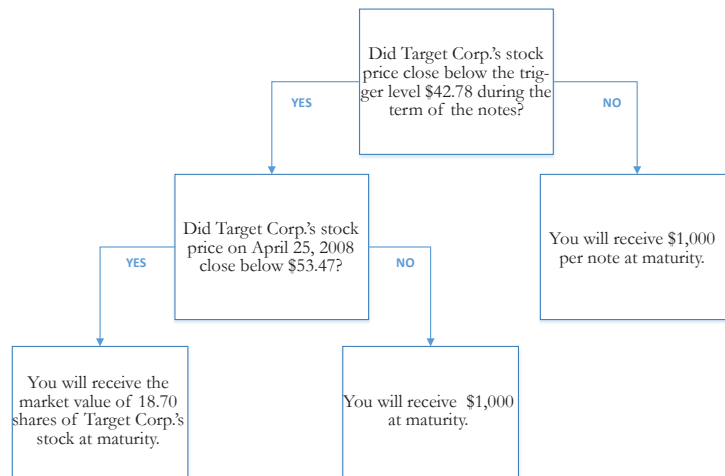 Did Target Corp.'s stock
price close below the trig-
ger level $42.78 during the
term of the notes?
YES
NO
Did Target Corp.'s stock
price on April 25, 2008
close below $53.47?
You will receive $1,000
per note at maturity.
YES
NO
You will receive the
market value of 18.70
shares of Target Corp.'s
stock at maturity.
You will receive $1,000
at maturity.